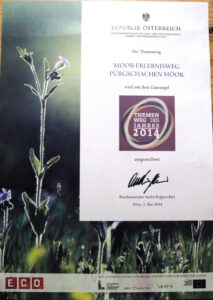 REPUBLIK ÖSTERREICH
Der Themenweg
MOOR-ERLEBNISWEG
PÜRGSCHACHEN MOOR
wird mit dem Gütesiegel
THEMEN
WEG DES
JAHRES
2014
ausgezeichnet.
Bundesminister Andrä Rupprechter
Wien, 2. Mai 2014
E.C.O.